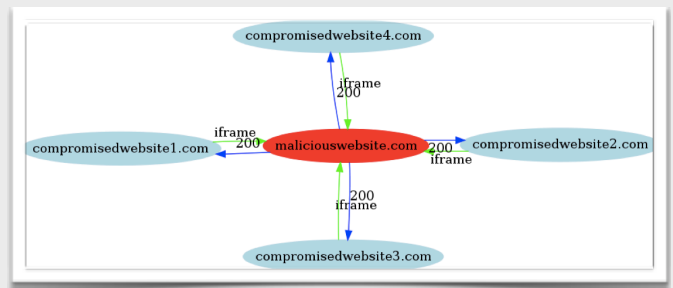 compromisedwebsite4.com
iframe
200
iframe
200
compromisedwebsite1.com
maliciouswebsite.com
200
iframe
compromisedwebsite2.com
200
iframe
compromisedwebsite3.com